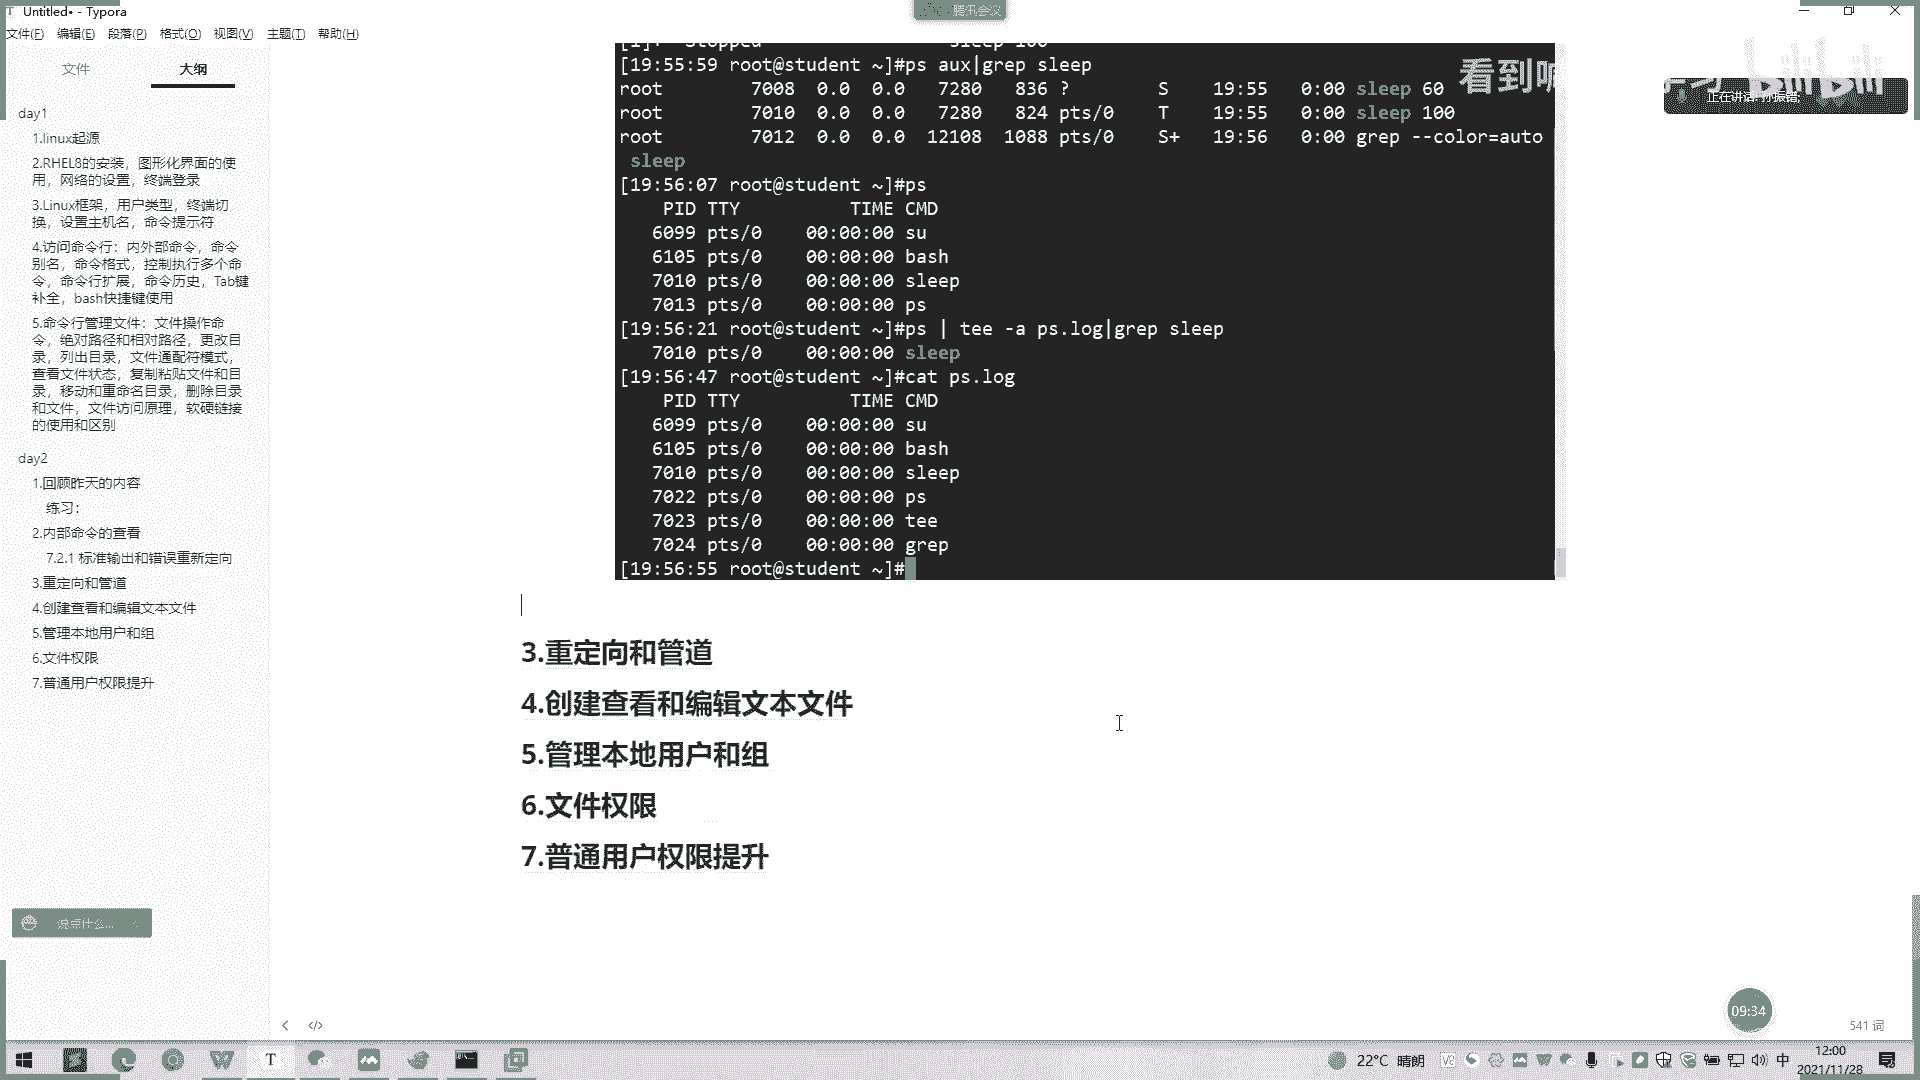 Untitled• - Typora
腾讯会议
文件(F) 编辑(E) 段落(P) 格式(O) 视图(V) 主题(T) 帮助(H)
文件 大纲
day1
1.linux起源
2.RHEL8的安装，图形化界面的使
用，网络的设置，终端登录
3.Linux框架，用户类型，终端切
换，设置主机名，命令提示符
4.访问命令行：内外部命令，命令
别名，命令格式，控制执行多个命
令，命令行扩展，命令历史，Tab键
补全，bash快捷键使用
5.命令行管理文件：文件操作命
令，绝对路径和相对路径，更改目
录，列出目录，文件通配符模式，
查看文件状态，复制粘贴文件和目
录，移动和重命名目录，删除目录
和文件，文件访问原理，软硬链接
的使用和区别
day2
1.回顾昨天的内容
练习：
2.内部命令的查看
7.2.1 标准输出和错误重新定向
3.重定向和管道
4.创建查看和编辑文本文件
5.管理本地用户和组
6.文件权限
7.普通用户权限提升
[1]+ Stopped sleep 100
[19:55:59 root@student ~]#ps aux|grep sleep
root 7008 0.0 0.0 7280 836 ? S 19:55 0:00 sleep 60
root 7010 0.0 0.0 7280 824 pts/0 T 19:55 0:00 sleep 100
root 7012 0.0 0.0 12108 1088 pts/0 S+ 19:56 0:00 grep --color=auto
sleep
[19:56:07 root@student ~]#ps
PID TTY TIME CMD
6099 pts/0 00:00:00 su
6105 pts/0 00:00:00 bash
7010 pts/0 00:00:00 sleep
7013 pts/0 00:00:00 ps
[19:56:21 root@student ~]#ps | tee -a ps.log|grep sleep
7010 pts/0 00:00:00 sleep
[19:56:47 root@student ~]#cat ps.log
PID TTY TIME CMD
6099 pts/0 00:00:00 su
6105 pts/0 00:00:00 bash
7010 pts/0 00:00:00 sleep
7022 pts/0 00:00:00 ps
7023 pts/0 00:00:00 tee
7024 pts/0 00:00:00 grep
[19:56:55 root@student ~]#
看到
bilibili
正在讲话:
3.重定向和管道
4.创建查看和编辑文本文件
5.管理本地用户和组
6.文件权限
7.普通用户权限提升
说点什么...
09:34
541 词
22°C 晴朗
中
12:00
2021/11/28